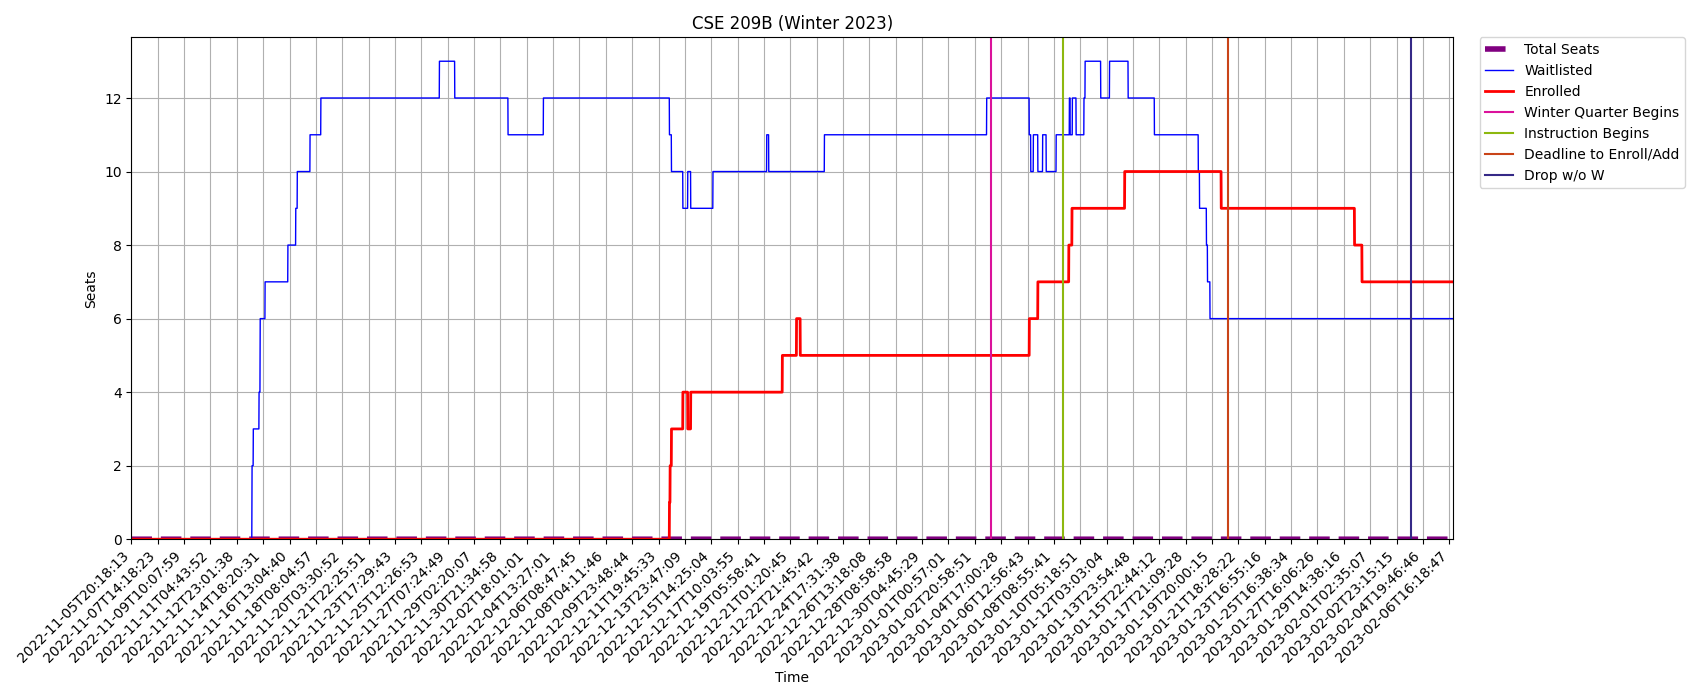 CSE 209B (Winter 2023)
Total Seats
Waitlisted
Enrolled
Winter Quarter Begins
Instruction Begins
Deadline to Enroll/Add
Drop w/o W
Seats
12
10
8
6
4
2
0
2022-11-05T20:18:13
2022-11-07T14:18:23
2022-11-09T10:07:59
2022-11-11T04:43:52
2022-11-12T23:01:38
2022-11-14T18:20:31
2022-11-16T13:04:40
2022-11-18T08:04:57
2022-11-20T03:30:52
2022-11-21T22:25:51
2022-11-23T17:29:43
2022-11-25T12:26:53
2022-11-27T07:24:49
2022-11-29T02:20:07
2022-11-30T21:34:58
2022-12-02T18:01:01
2022-12-04T13:27:01
2022-12-06T08:47:45
2022-12-08T04:11:46
2022-12-09T23:48:44
2022-12-11T19:45:33
2022-12-13T23:47:09
2022-12-15T14:25:04
2022-12-17T10:03:55
2022-12-19T05:58:41
2022-12-21T01:20:45
2022-12-22T21:45:42
2022-12-24T17:31:38
2022-12-26T13:18:08
2022-12-28T08:58:58
2022-12-30T04:45:29
2023-01-01T00:57:01
2023-01-02T20:58:51
2023-01-04T17:00:28
2023-01-06T12:56:43
2023-01-08T08:55:41
2023-01-10T05:18:51
2023-01-12T03:03:04
2023-01-13T23:54:48
2023-01-15T22:44:12
2023-01-17T21:09:28
2023-01-19T20:00:15
2023-01-21T18:28:22
2023-01-23T16:55:16
2023-01-25T16:38:34
2023-01-27T16:06:26
2023-01-29T14:38:16
2023-02-01T02:35:07
2023-02-02T23:15:15
2023-02-04T19:46:46
2023-02-06T16:18:47
Time